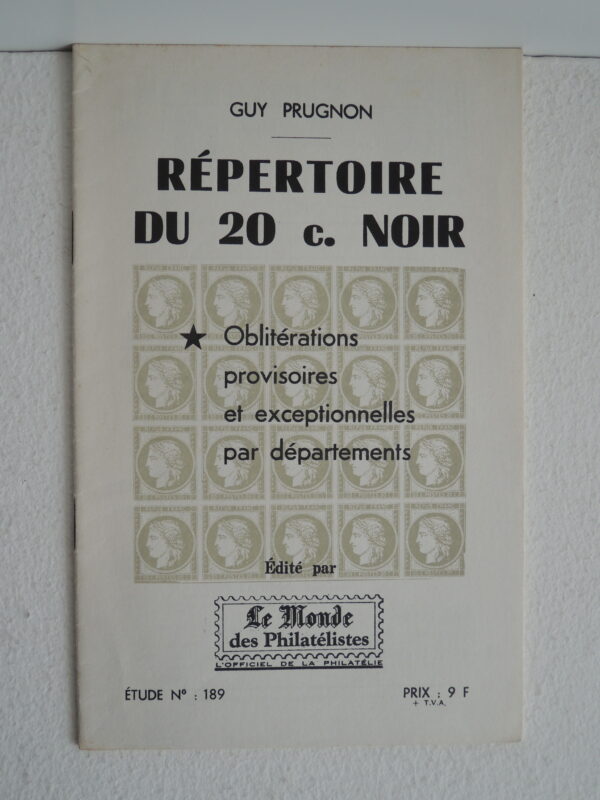 GUY PRUGNON
RÉPERTOIRE
DU 20 c. NOIR
★ Oblitérations
provisoires
et exceptionnelles
par départements
Édité par
Le Monde
des Philatélistes
L'OFFICIEL DE LA PHILATÉLIE
ÉTUDE Nº : 189
PRIX : 9 F
+ T.V.A.